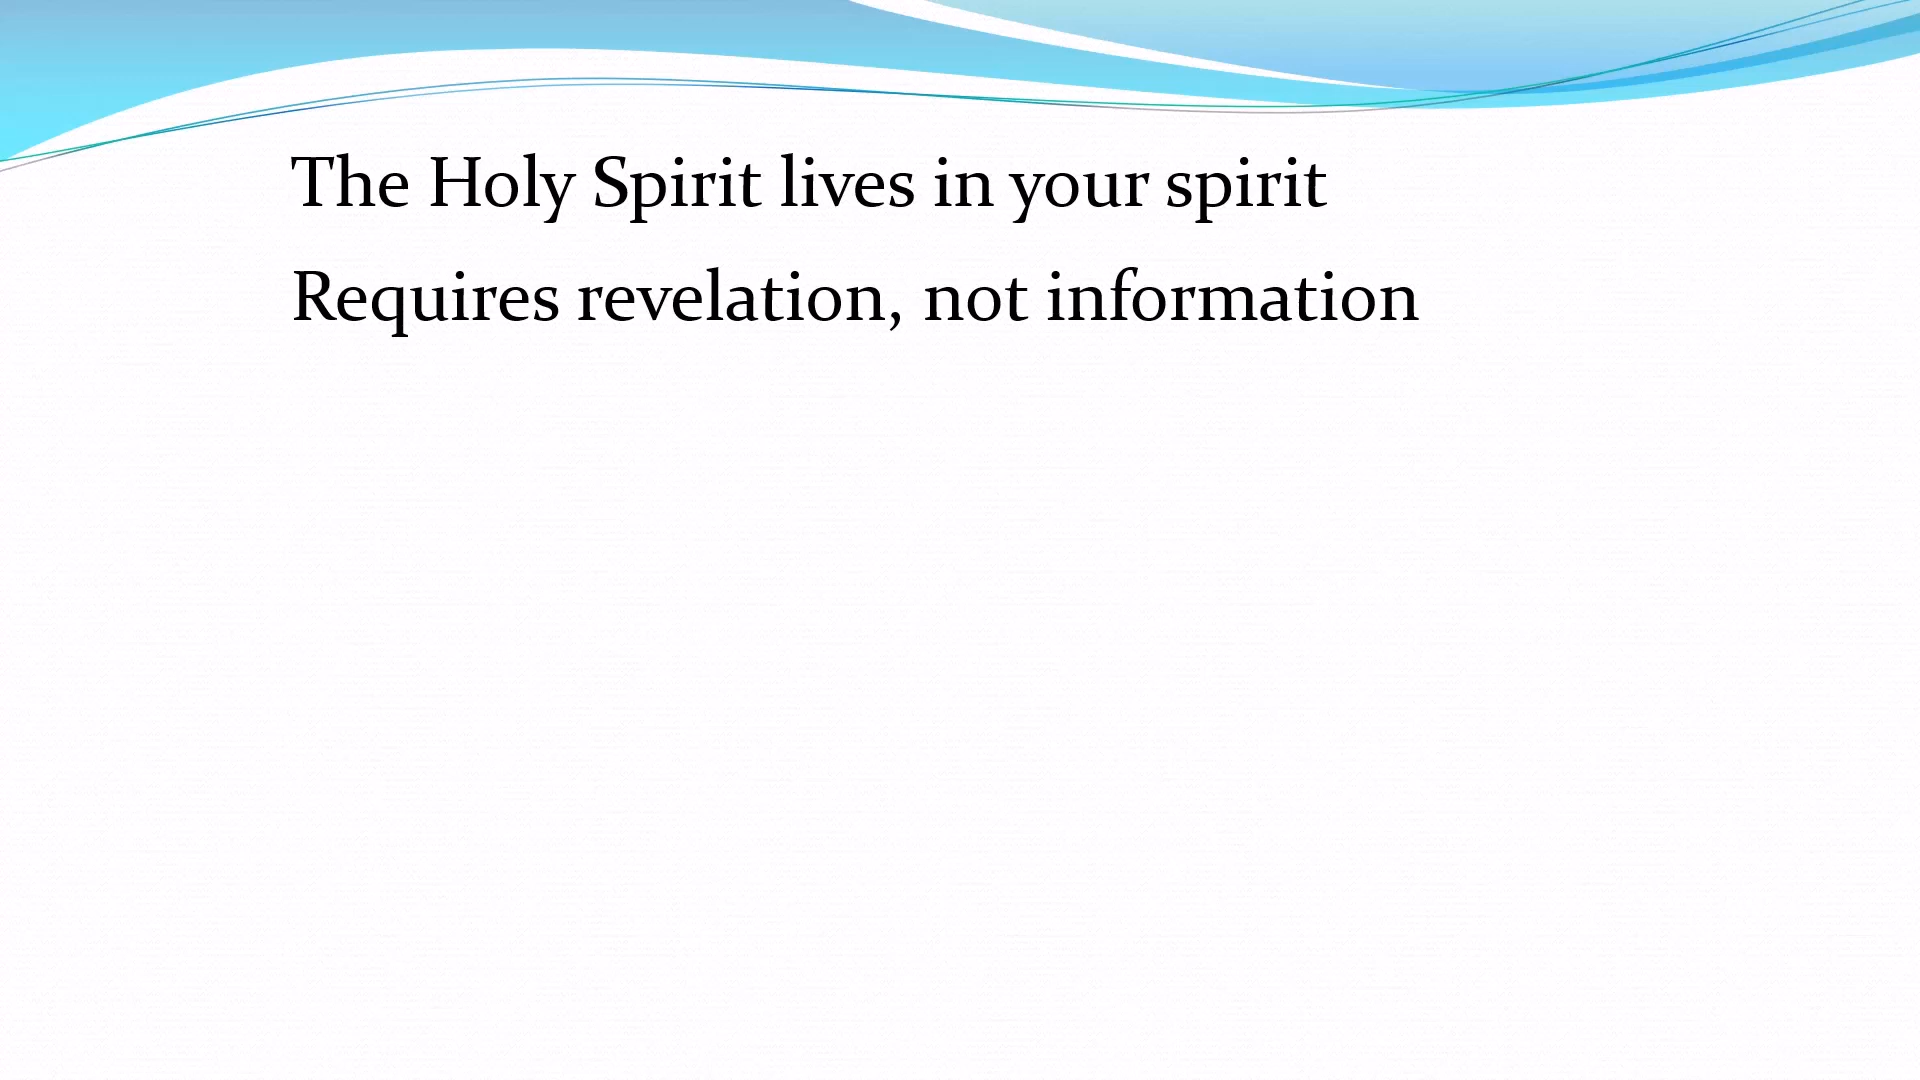 The Holy Spirit lives in your spirit
Requires revelation, not information